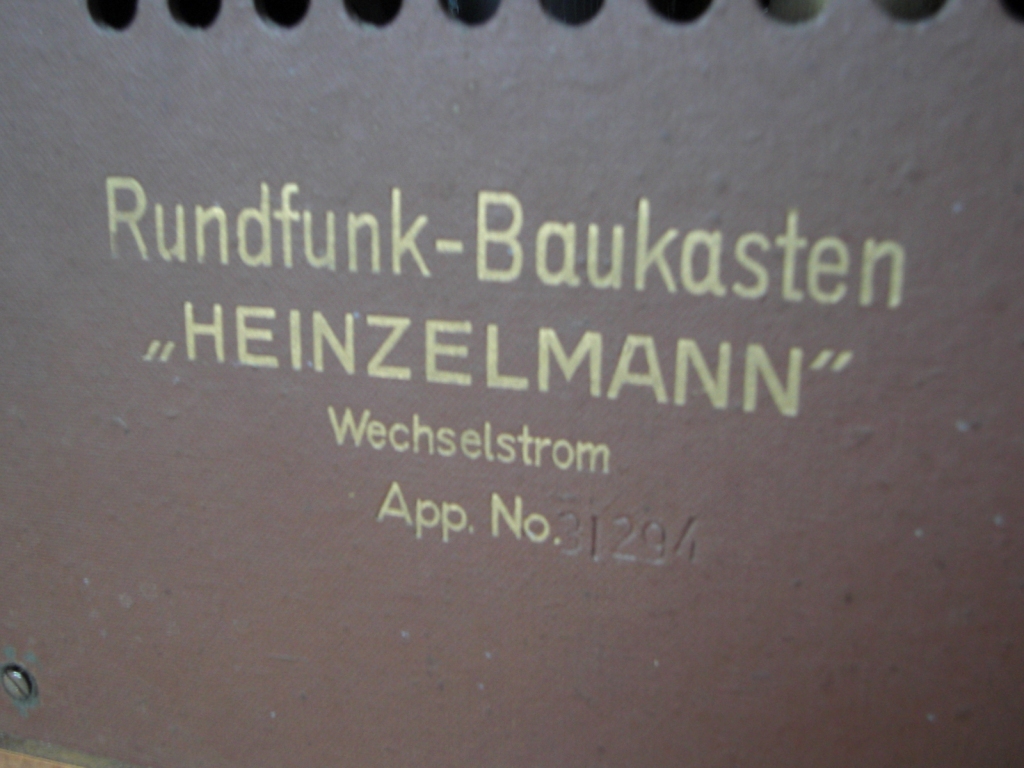 Rundfunk-Baukasten
„HEINZELMANN“
Wechselstrom
App. No. 31294